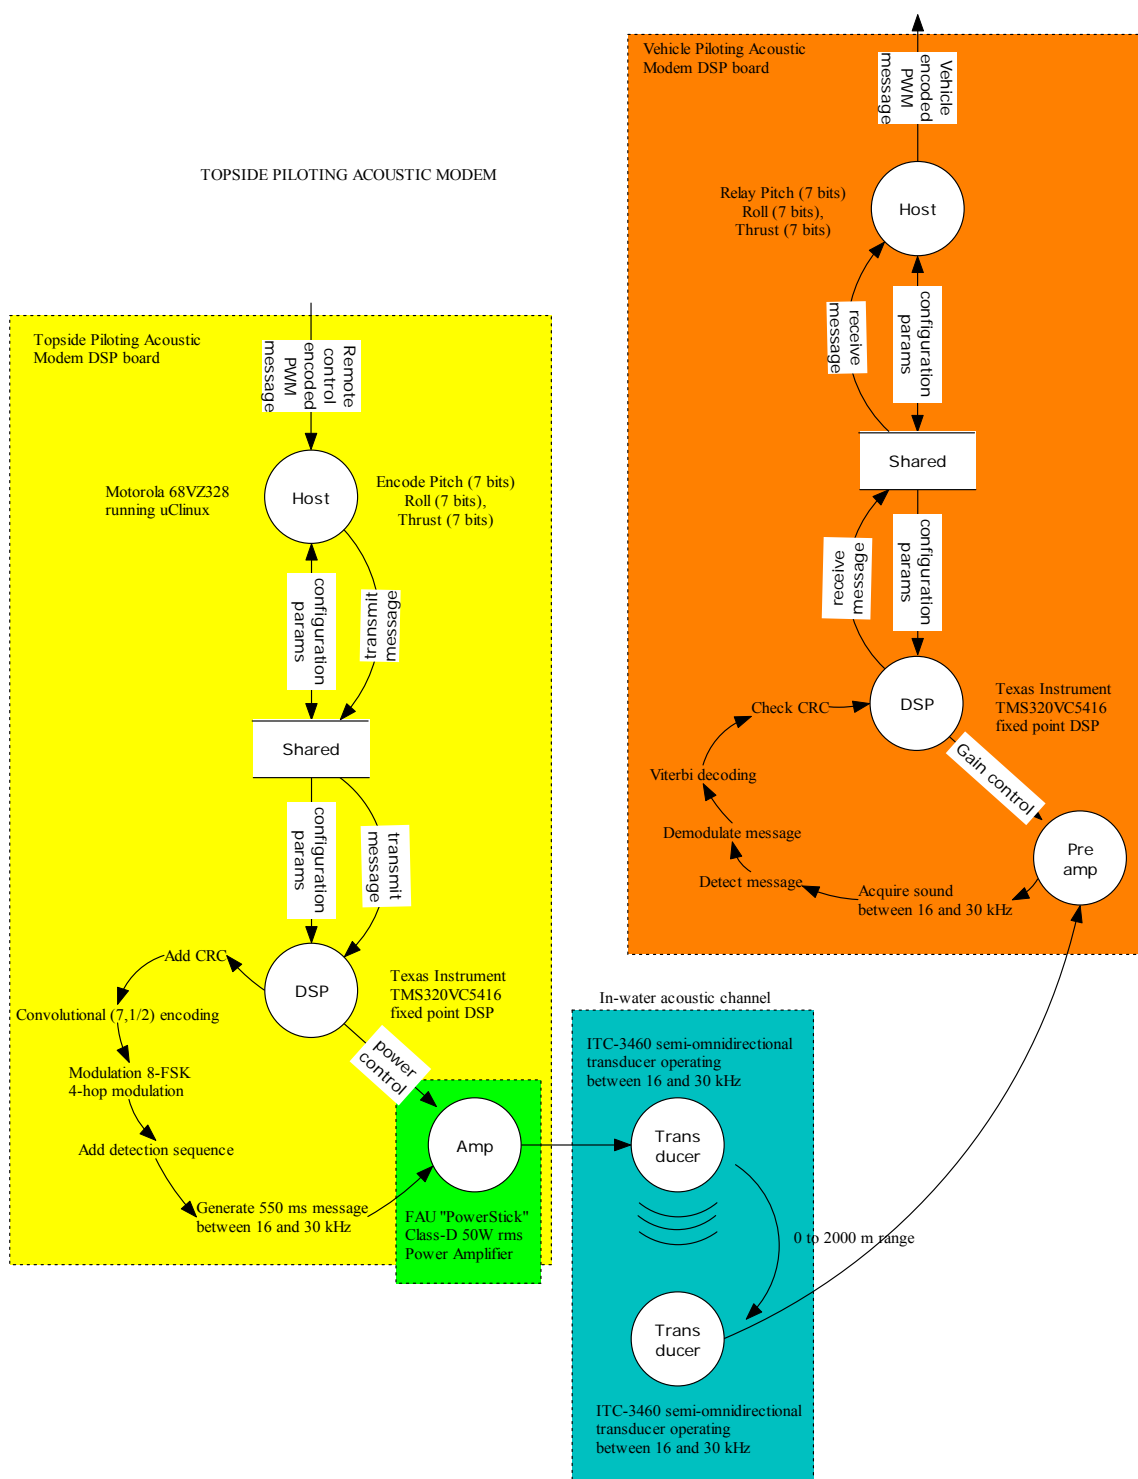 Vehicle Piloting Acoustic
Modem DSP board
Vehicle
encoded
PWM
message
TOPSIDE PILOTING ACOUSTIC MODEM
Relay Pitch (7 bits)
Roll (7 bits),
Thrust (7 bits)
Host
receive
message
configuration
params
Shared
message
receive
configuration
params
DSP
Texas Instrument
TMS320VC5416
fixed point DSP
Check CRC
Viterbi decoding
Demodulate message
Detect message
Acquire sound
between 16 and 30 kHz
Gain control
Pre
amp
Topside Piloting Acoustic
Modem DSP board
Remote
control
encoded
PWM
message
Motorola 68VZ328
running uClinux
Host
Encode Pitch (7 bits)
Roll (7 bits),
Thrust (7 bits)
configuration
params
transmit
message
Shared
configuration
params
transmit
message
DSP
Texas Instrument
TMS320VC5416
fixed point DSP
Add CRC
Convolutional (7,1/2) encoding
Modulation 8-FSK
4-hop modulation
Add detection sequence
Generate 550 ms message
between 16 and 30 kHz
power
control
Amp
FAU "PowerStick"
Class-D 50W rms
Power Amplifier
In-water acoustic channel
ITC-3460 semi-omnidirectional
transducer operating
between 16 and 30 kHz
Trans
ducer
0 to 2000 m range
Trans
ducer
ITC-3460 semi-omnidirectional
transducer operating
between 16 and 30 kHz